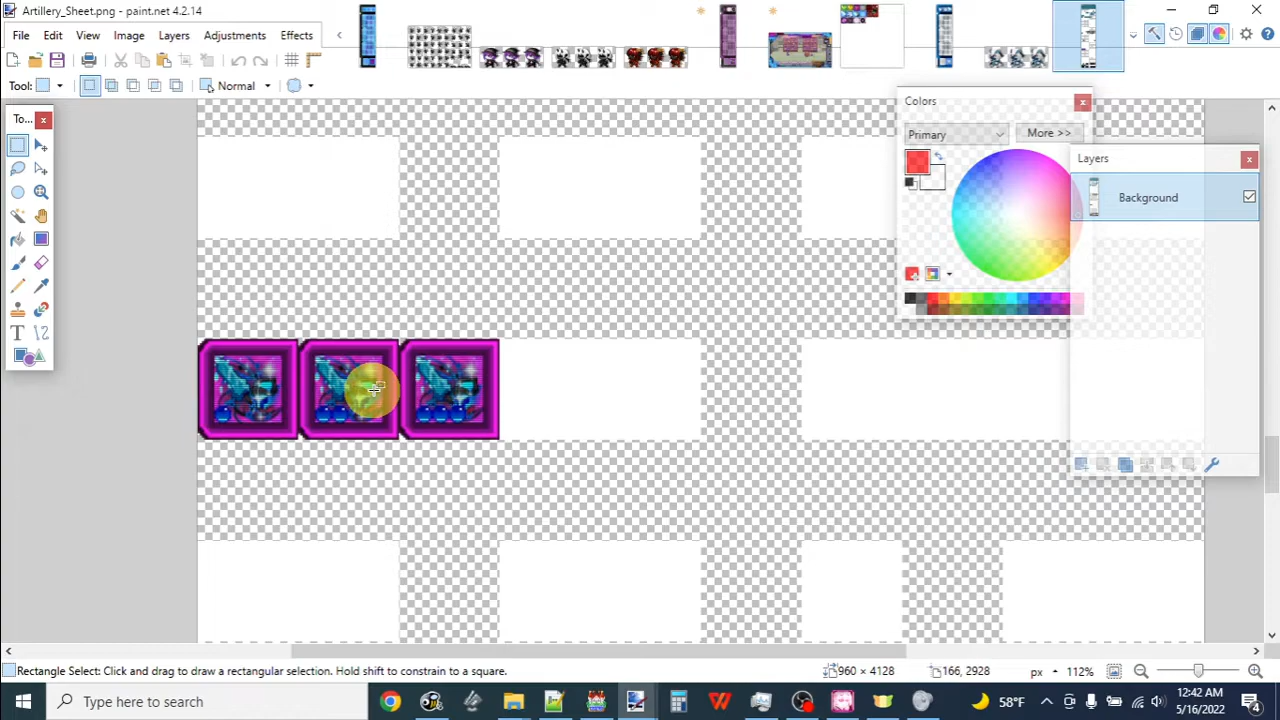 Artillery_Sheet.png - paint.net 4.2.14
File Edit View Image Layers Adjustments Effects
Tool: Normal
To...
Colors
Primary More >>
Layers
Background
Rectangle Select: Click and drag to draw a rectangular selection. Hold shift to constrain to a square.
960 × 4128
166, 2928
px
112%
Type here to search
58°F
12:42 AM
5/16/2022
4